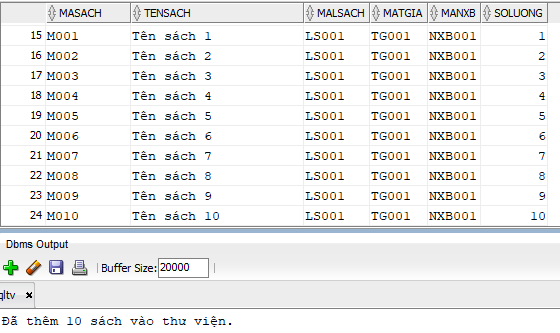 MASACH TENSACH MALSACH MATGIA MANXB SOLUONG
15 M001 Tên sách 1 LS001 TG001 NXB001 1
16 M002 Tên sách 2 LS001 TG001 NXB001 2
17 M003 Tên sách 3 LS001 TG001 NXB001 3
18 M004 Tên sách 4 LS001 TG001 NXB001 4
19 M005 Tên sách 5 LS001 TG001 NXB001 5
20 M006 Tên sách 6 LS001 TG001 NXB001 6
21 M007 Tên sách 7 LS001 TG001 NXB001 7
22 M008 Tên sách 8 LS001 TG001 NXB001 8
23 M009 Tên sách 9 LS001 TG001 NXB001 9
24 M010 Tên sách 10 LS001 TG001 NXB001 10
Dbms Output
Buffer Size: 20000
qltv
Đã thêm 10 sách vào thư viện.